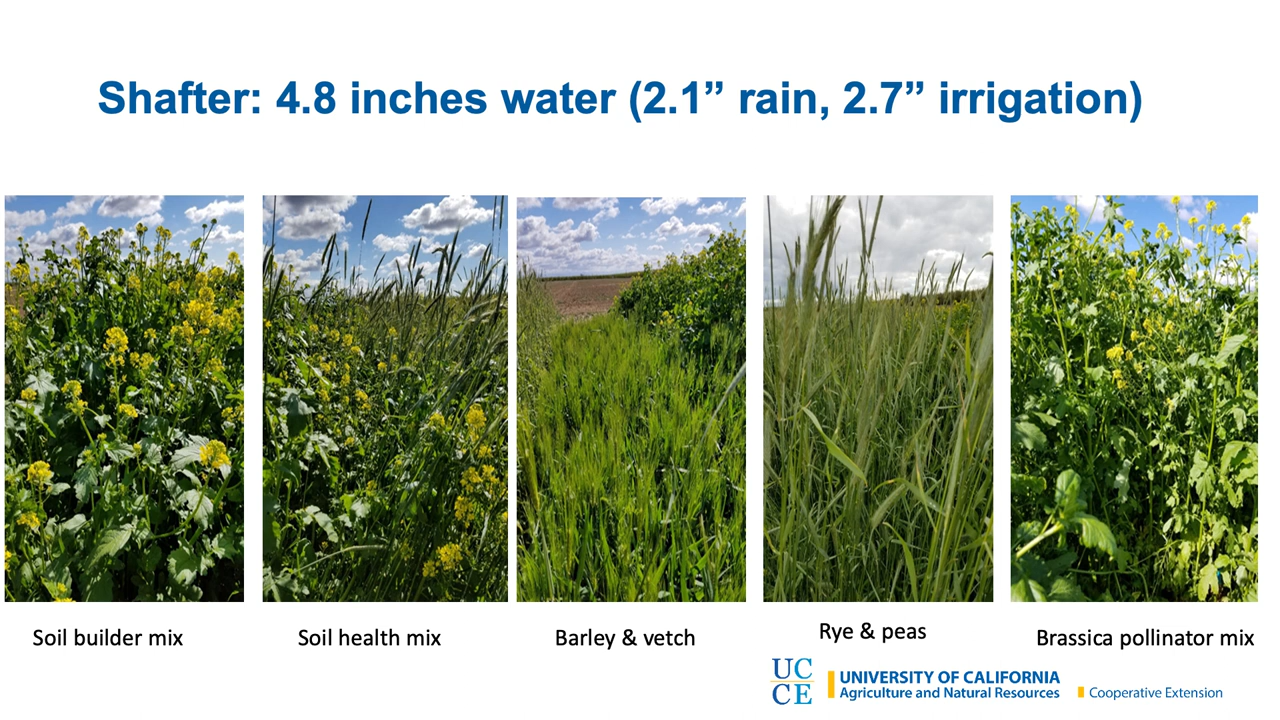 Shafter: 4.8 inches water (2.1” rain, 2.7” irrigation)
Soil builder mix
Soil health mix
Barley & vetch
Rye & peas
Brassica pollinator mix
UC
CE
UNIVERSITY OF CALIFORNIA
Agriculture and Natural Resources
Cooperative Extension